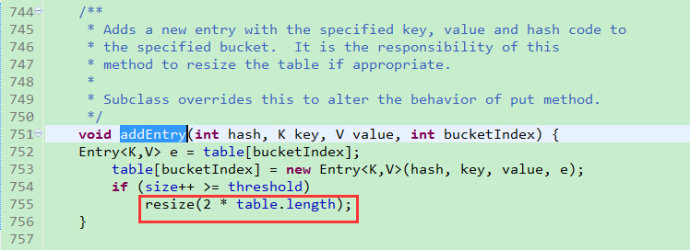 744 /**
745 * Adds a new entry with the specified key, value and hash code to
746 * the specified bucket.  It is the responsibility of this
747 * method to resize the table if appropriate.
748 *
749 * Subclass overrides this to alter the behavior of put method.
750 */
751 void addEntry(int hash, K key, V value, int bucketIndex) {
752 Entry<K,V> e = table[bucketIndex];
753 table[bucketIndex] = new Entry<K,V>(hash, key, value, e);
754 if (size++ >= threshold)
755 resize(2 * table.length);
756 }
757